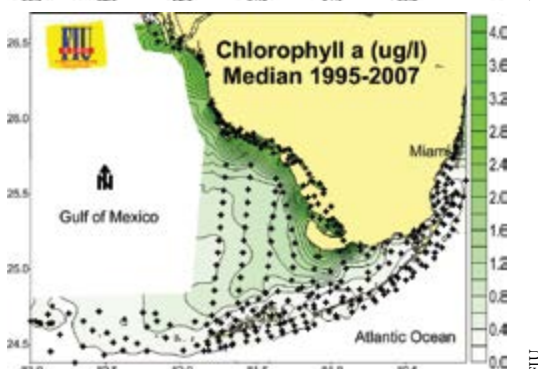 FIU
Chlorophyll a (ug/l)
Median 1995-2007
26.5
26.0
25.5
25.0
24.5
Miami
N
Gulf of Mexico
Atlantic Ocean
4.0
3.6
3.2
2.8
2.4
2.0
1.6
1.2
0.8
0.4
0.0
FIU